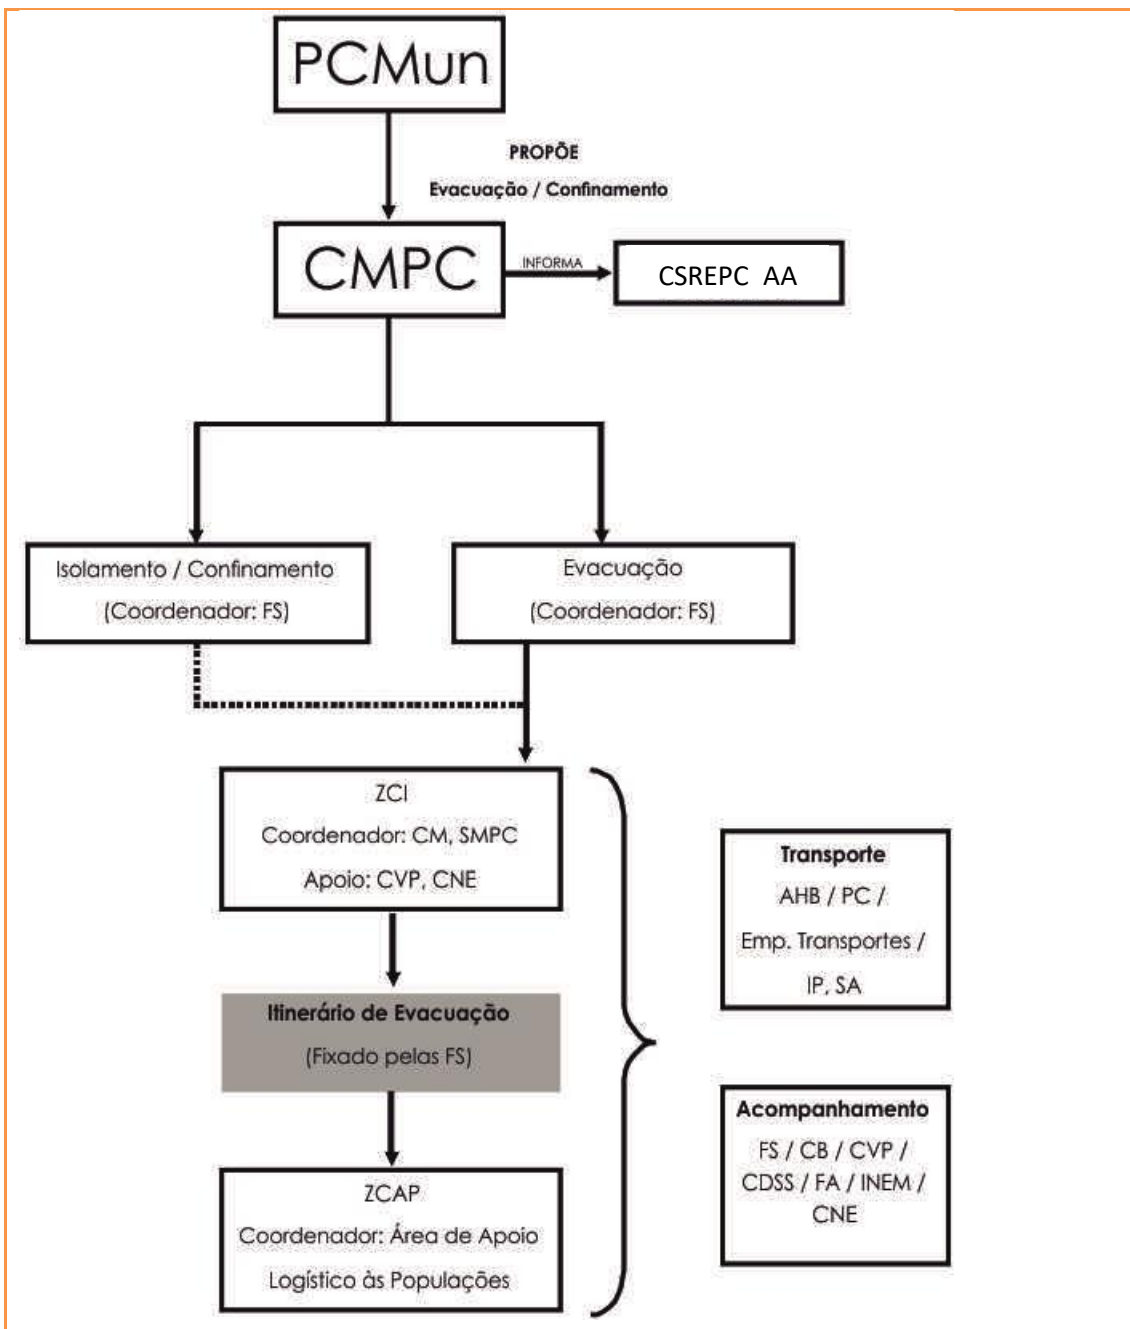 PCMun
PROPÕE
Evacuação / Confinamento
CMPC
INFORMA
CSREPC AA
Isolamento / Confinamento
(Coordenador: FS)
Evacuação
(Coordenador: FS)
ZCI
Coordenador: CM, SMPC
Apoio: CVP, CNE
Itinerário de Evacuação
(Fixado pelas FS)
ZCAP
Coordenador: Área de Apoio
Logístico às Populações
Transporte
AHB / PC /
Emp. Transportes /
IP, SA
Acompanhamento
FS / CB / CVP /
CDSS / FA / INEM /
CNE